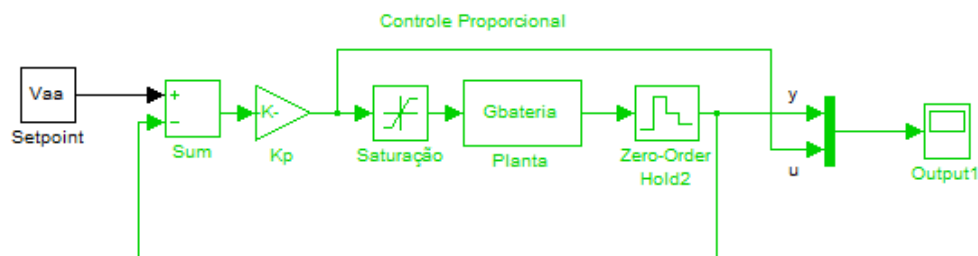 Controle Proporcional
Vaa
Setpoint
+
−
Sum
K-
Kp
Saturação
Gbateria
Planta
Zero-Order
Hold2
y
u
Output1